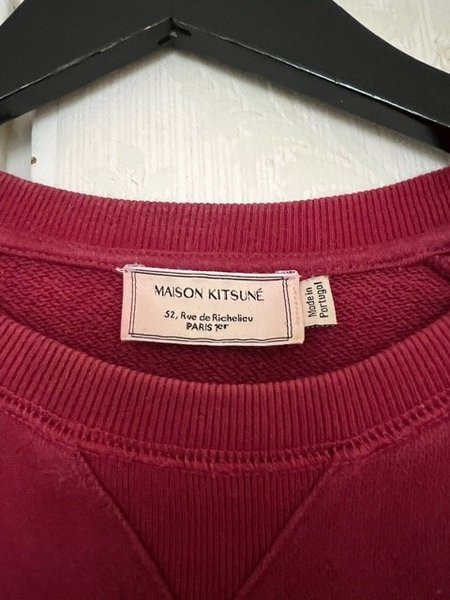 MAISON KITSUNÉ
52, Rue de Richelieu
PARIS 1er
Made in
Portugal